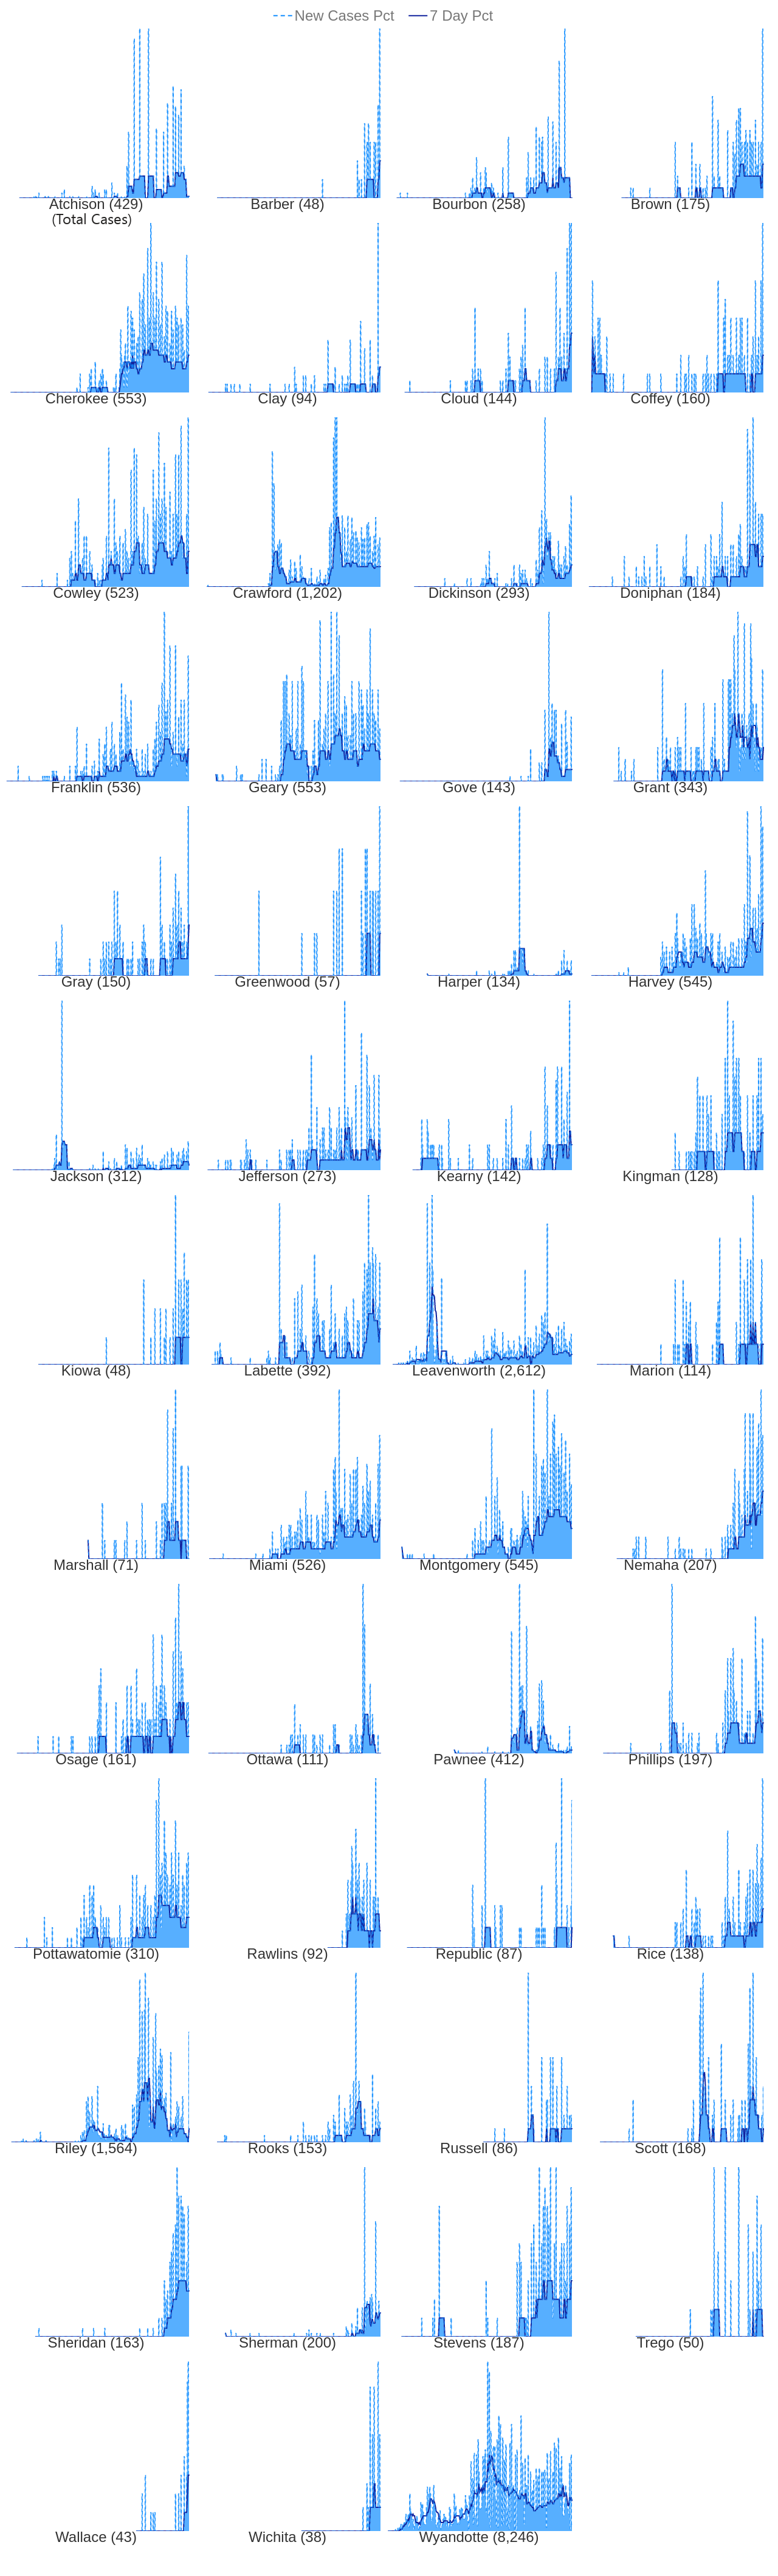 New Cases Pct 7 Day Pct
Atchison (429) Barber (48) Bourbon (258) Brown (175)
(Total Cases)
Cherokee (553) Clay (94) Cloud (144) Coffey (160)
Cowley (523) Crawford (1,202) Dickinson (293) Doniphan (184)
Franklin (536) Geary (553) Gove (143) Grant (343)
Gray (150) Greenwood (57) Harper (134) Harvey (545)
Jackson (312) Jefferson (273) Kearny (142) Kingman (128)
Kiowa (48) Labette (392) Leavenworth (2,612) Marion (114)
Marshall (71) Miami (526) Montgomery (545) Nemaha (207)
Osage (161) Ottawa (111) Pawnee (412) Phillips (197)
Pottawatomie (310) Rawlins (92) Republic (87) Rice (138)
Riley (1,564) Rooks (153) Russell (86) Scott (168)
Sheridan (163) Sherman (200) Stevens (187) Trego (50)
Wallace (43) Wichita (38) Wyandotte (8,246)